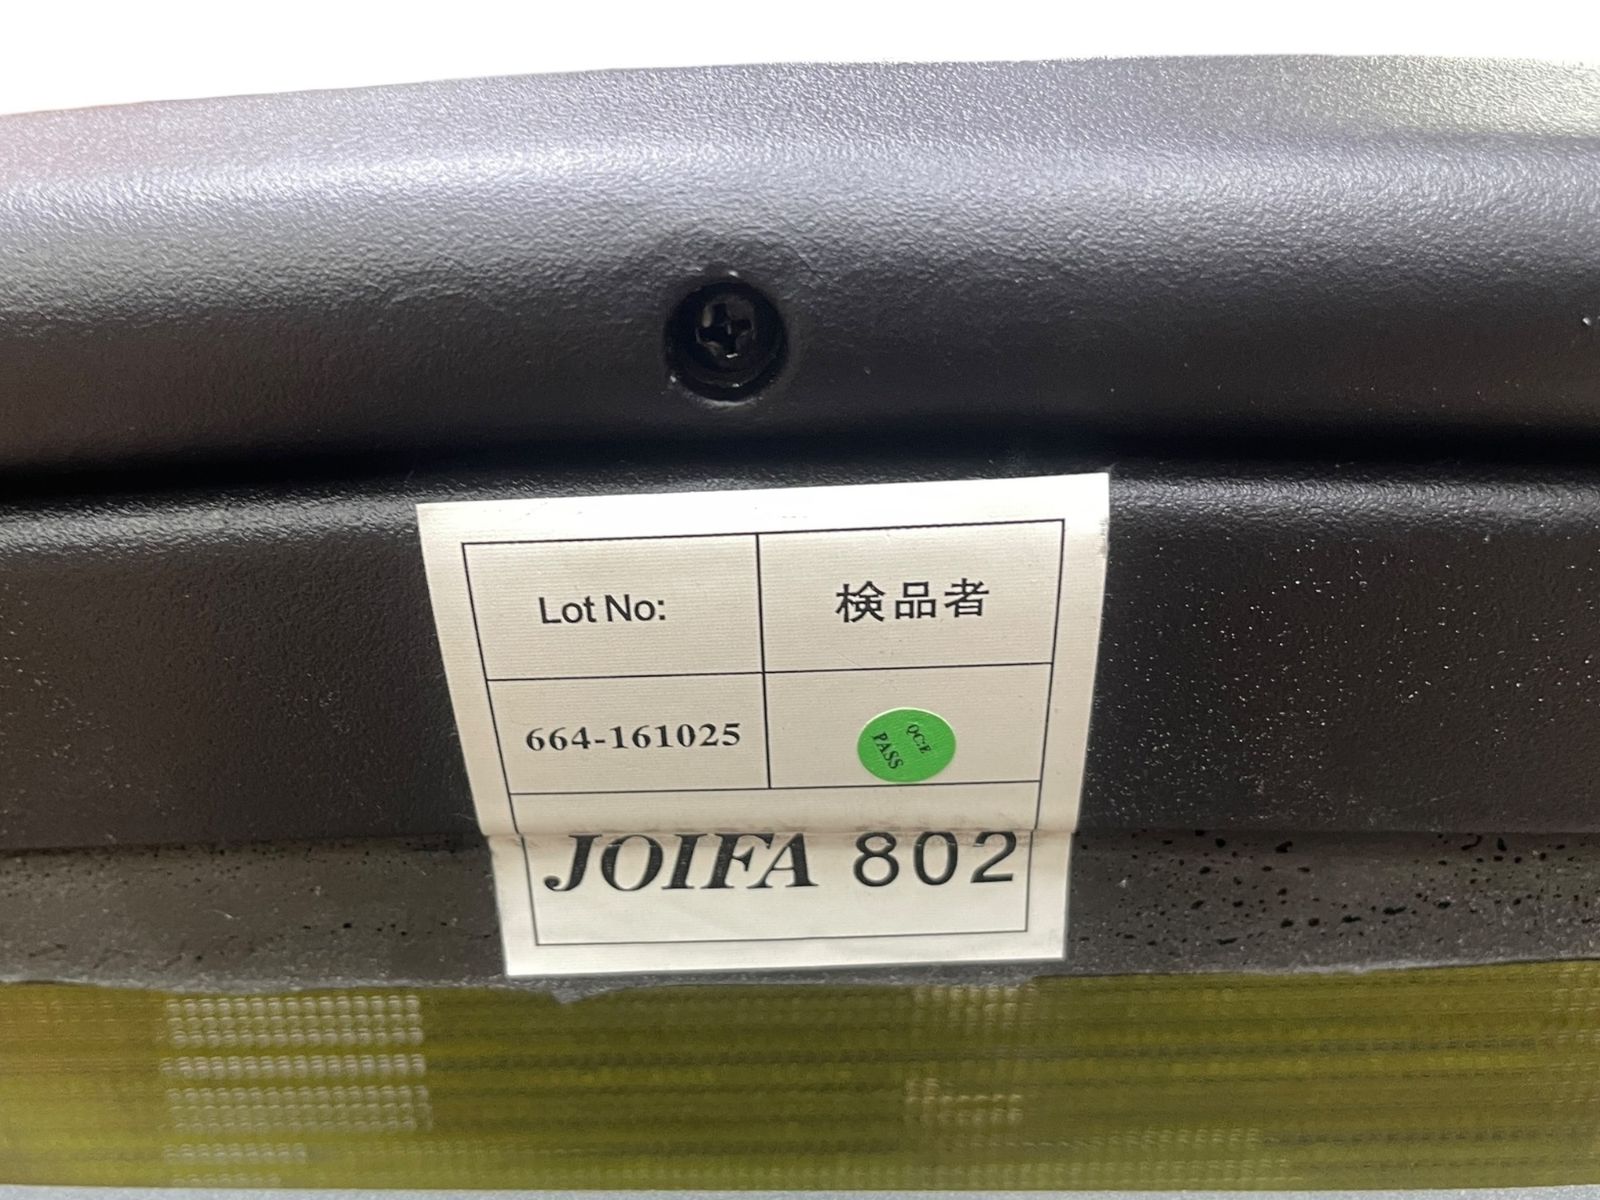 Lot No:
検品者
664-161025
QC:E
PASS
JOIFA 802